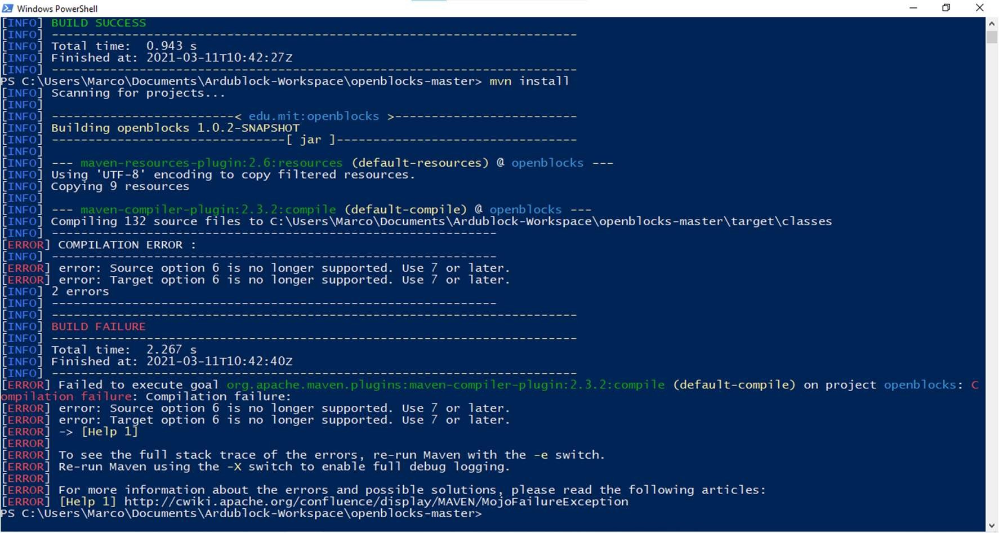 Windows PowerShell
[INFO] BUILD SUCCESS
[INFO] ------------------------------------------------------------------------
[INFO] Total time:  0.943 s
[INFO] Finished at: 2021-03-11T10:42:27Z
[INFO] ------------------------------------------------------------------------
PS C:\Users\Marco\Documents\Ardublock-Workspace\openblocks-master> mvn install
[INFO] Scanning for projects...
[INFO]
[INFO] -------------------------< edu.mit:openblocks >-------------------------
[INFO] Building openblocks 1.0.2-SNAPSHOT
[INFO] --------------------------------[ jar ]---------------------------------
[INFO]
[INFO] --- maven-resources-plugin:2.6:resources (default-resources) @ openblocks ---
[INFO] Using 'UTF-8' encoding to copy filtered resources.
[INFO] Copying 9 resources
[INFO]
[INFO] --- maven-compiler-plugin:2.3.2:compile (default-compile) @ openblocks ---
[INFO] Compiling 132 source files to C:\Users\Marco\Documents\Ardublock-Workspace\openblocks-master\target\classes
[INFO] -------------------------------------------------------------
[ERROR] COMPILATION ERROR :
[INFO] -------------------------------------------------------------
[ERROR] error: Source option 6 is no longer supported. Use 7 or later.
[ERROR] error: Target option 6 is no longer supported. Use 7 or later.
[INFO] 2 errors
[INFO] -------------------------------------------------------------
[INFO] ------------------------------------------------------------------------
[INFO] BUILD FAILURE
[INFO] ------------------------------------------------------------------------
[INFO] Total time:  2.267 s
[INFO] Finished at: 2021-03-11T10:42:40Z
[INFO] ------------------------------------------------------------------------
[ERROR] Failed to execute goal org.apache.maven.plugins:maven-compiler-plugin:2.3.2:compile (default-compile) on project openblocks: C
ompilation failure: Compilation failure:
[ERROR] error: Source option 6 is no longer supported. Use 7 or later.
[ERROR] error: Target option 6 is no longer supported. Use 7 or later.
[ERROR] -> [Help 1]
[ERROR]
[ERROR] To see the full stack trace of the errors, re-run Maven with the -e switch.
[ERROR] Re-run Maven using the -X switch to enable full debug logging.
[ERROR]
[ERROR] For more information about the errors and possible solutions, please read the following articles:
[ERROR] [Help 1] http://cwiki.apache.org/confluence/display/MAVEN/MojoFailureException
PS C:\Users\Marco\Documents\Ardublock-Workspace\openblocks-master>